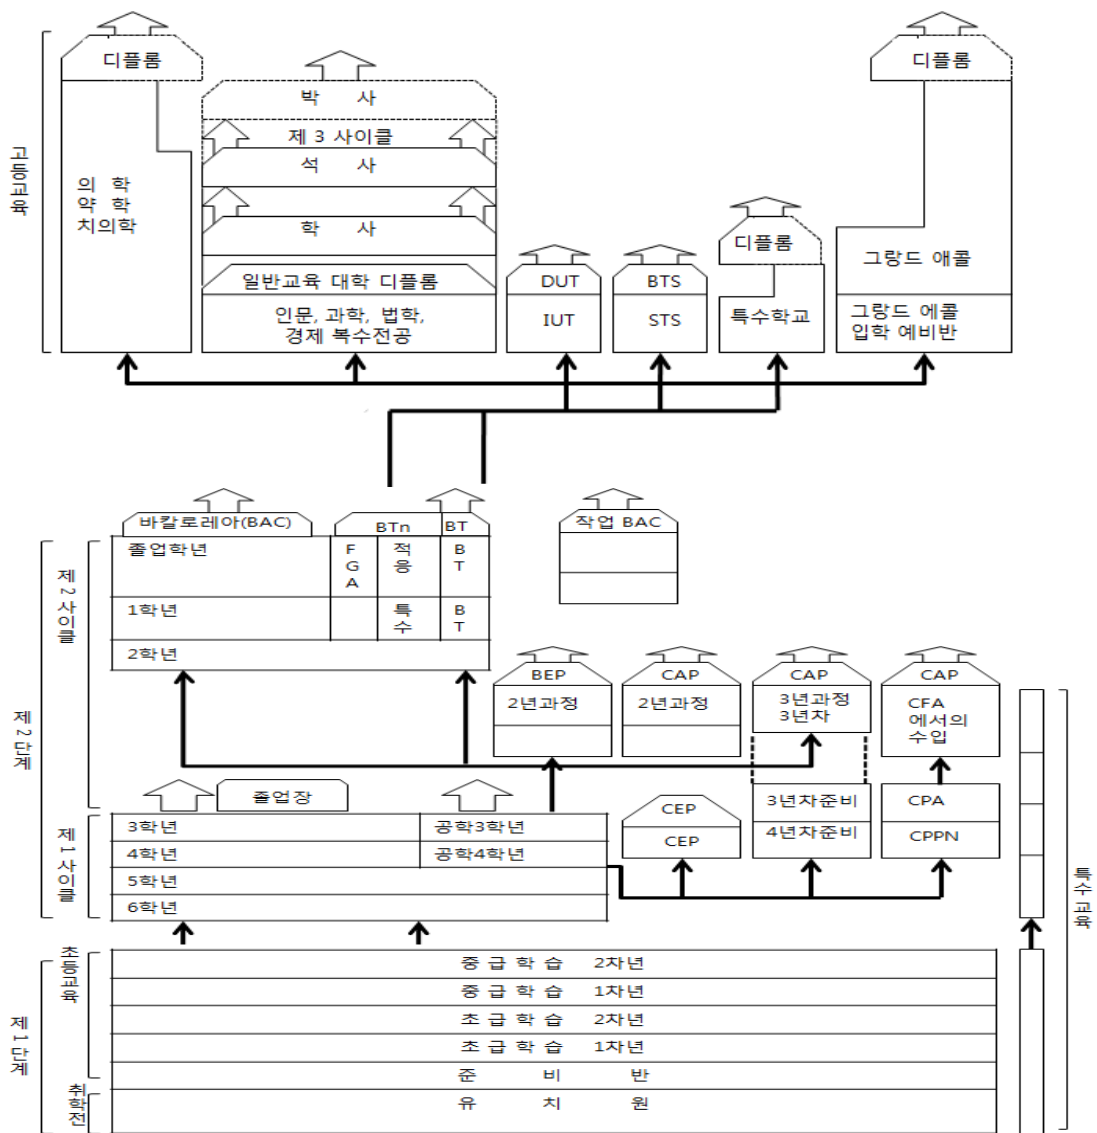 디플롬
디플롬
박 사
제 3 사이클
석 사
고등교육
의 학
약 학
치의학
학 사
디플롬
그랑드 애콜
일반교육 대학 디플롬
DUT
BTS
인문, 과학, 법학,
경제 복수전공
IUT
STS
특수학교
그랑드 에콜
입학 예비반
바칼로레아(BAC)
BTn
BT
작업 BAC
제2단계
제2사이클
졸업학년
F
G
A
적
응
B
T
1학년
특
수
B
T
2학년
BEP
CAP
CAP
CAP
2년과정
2년과정
3년과정
3년차
CFA
에서의
수입
졸업장
제1사이클
3학년
공학3학년
CEP
3년차준비
CPA
4학년
공학4학년
CEP
4년차준비
CPPN
5학년
6학년
특수교육
제1단계
초등교육
중 급 학 습 2차년
중 급 학 습 1차년
초 급 학 습 2차년
초 급 학 습 1차년
준 비 반
취학전
유 치 원